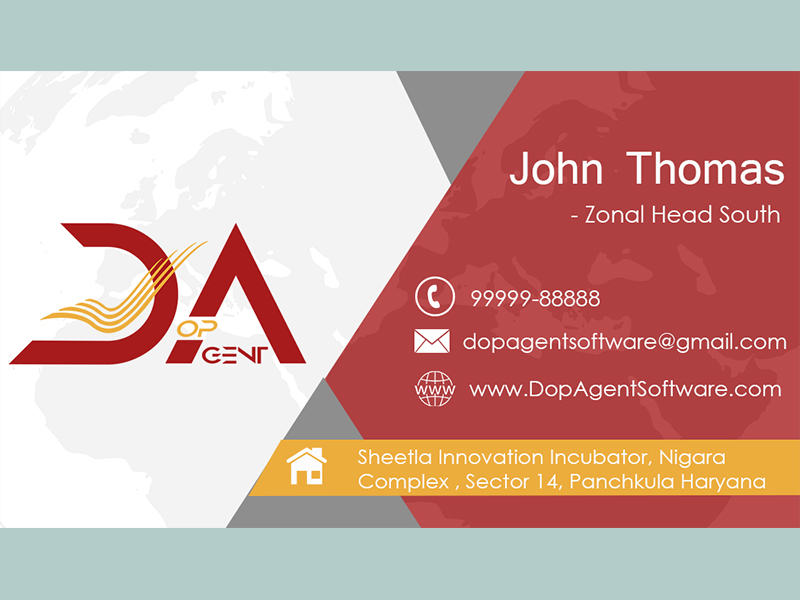 John Thomas
- Zonal Head South
DA
OP
GENT
99999-88888
dopagentsoftware@gmail.com
www
www.DopAgentSoftware.com
Sheetla Innovation Incubator, Nigara
Complex , Sector 14, Panchkula Haryana